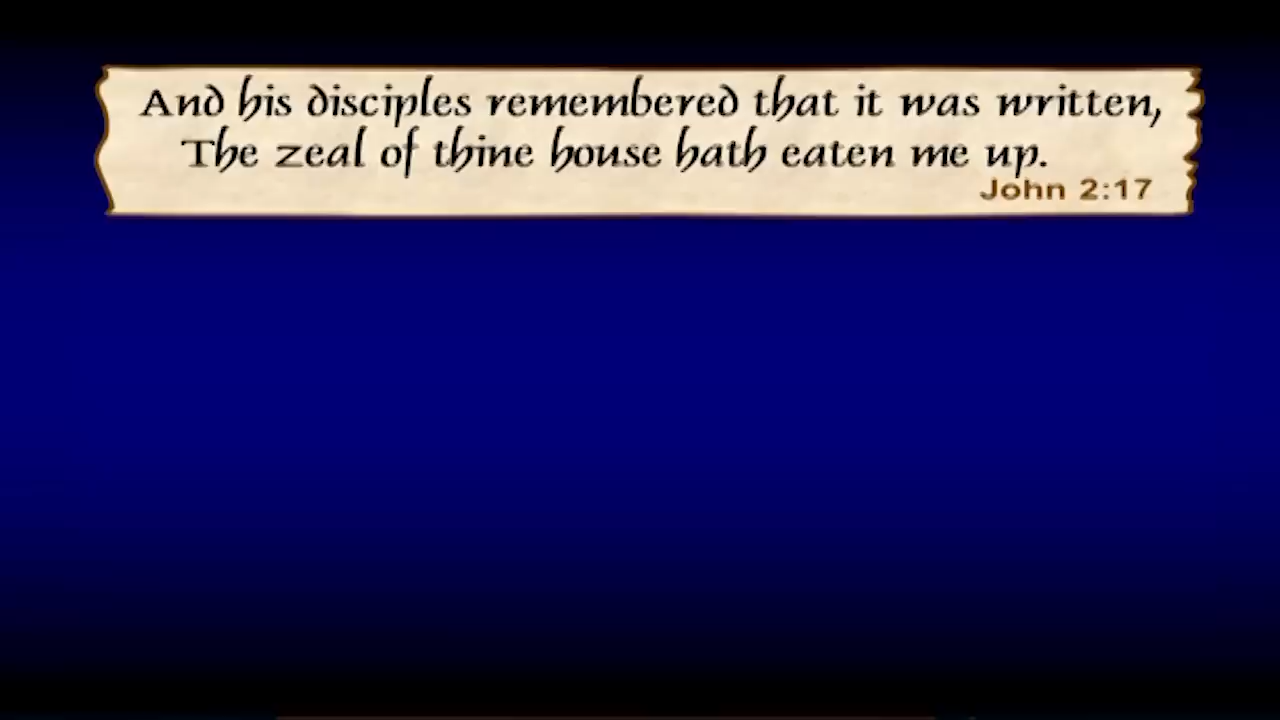 And his disciples remembered that it was written,
The zeal of thine house hath eaten me up.
John 2:17